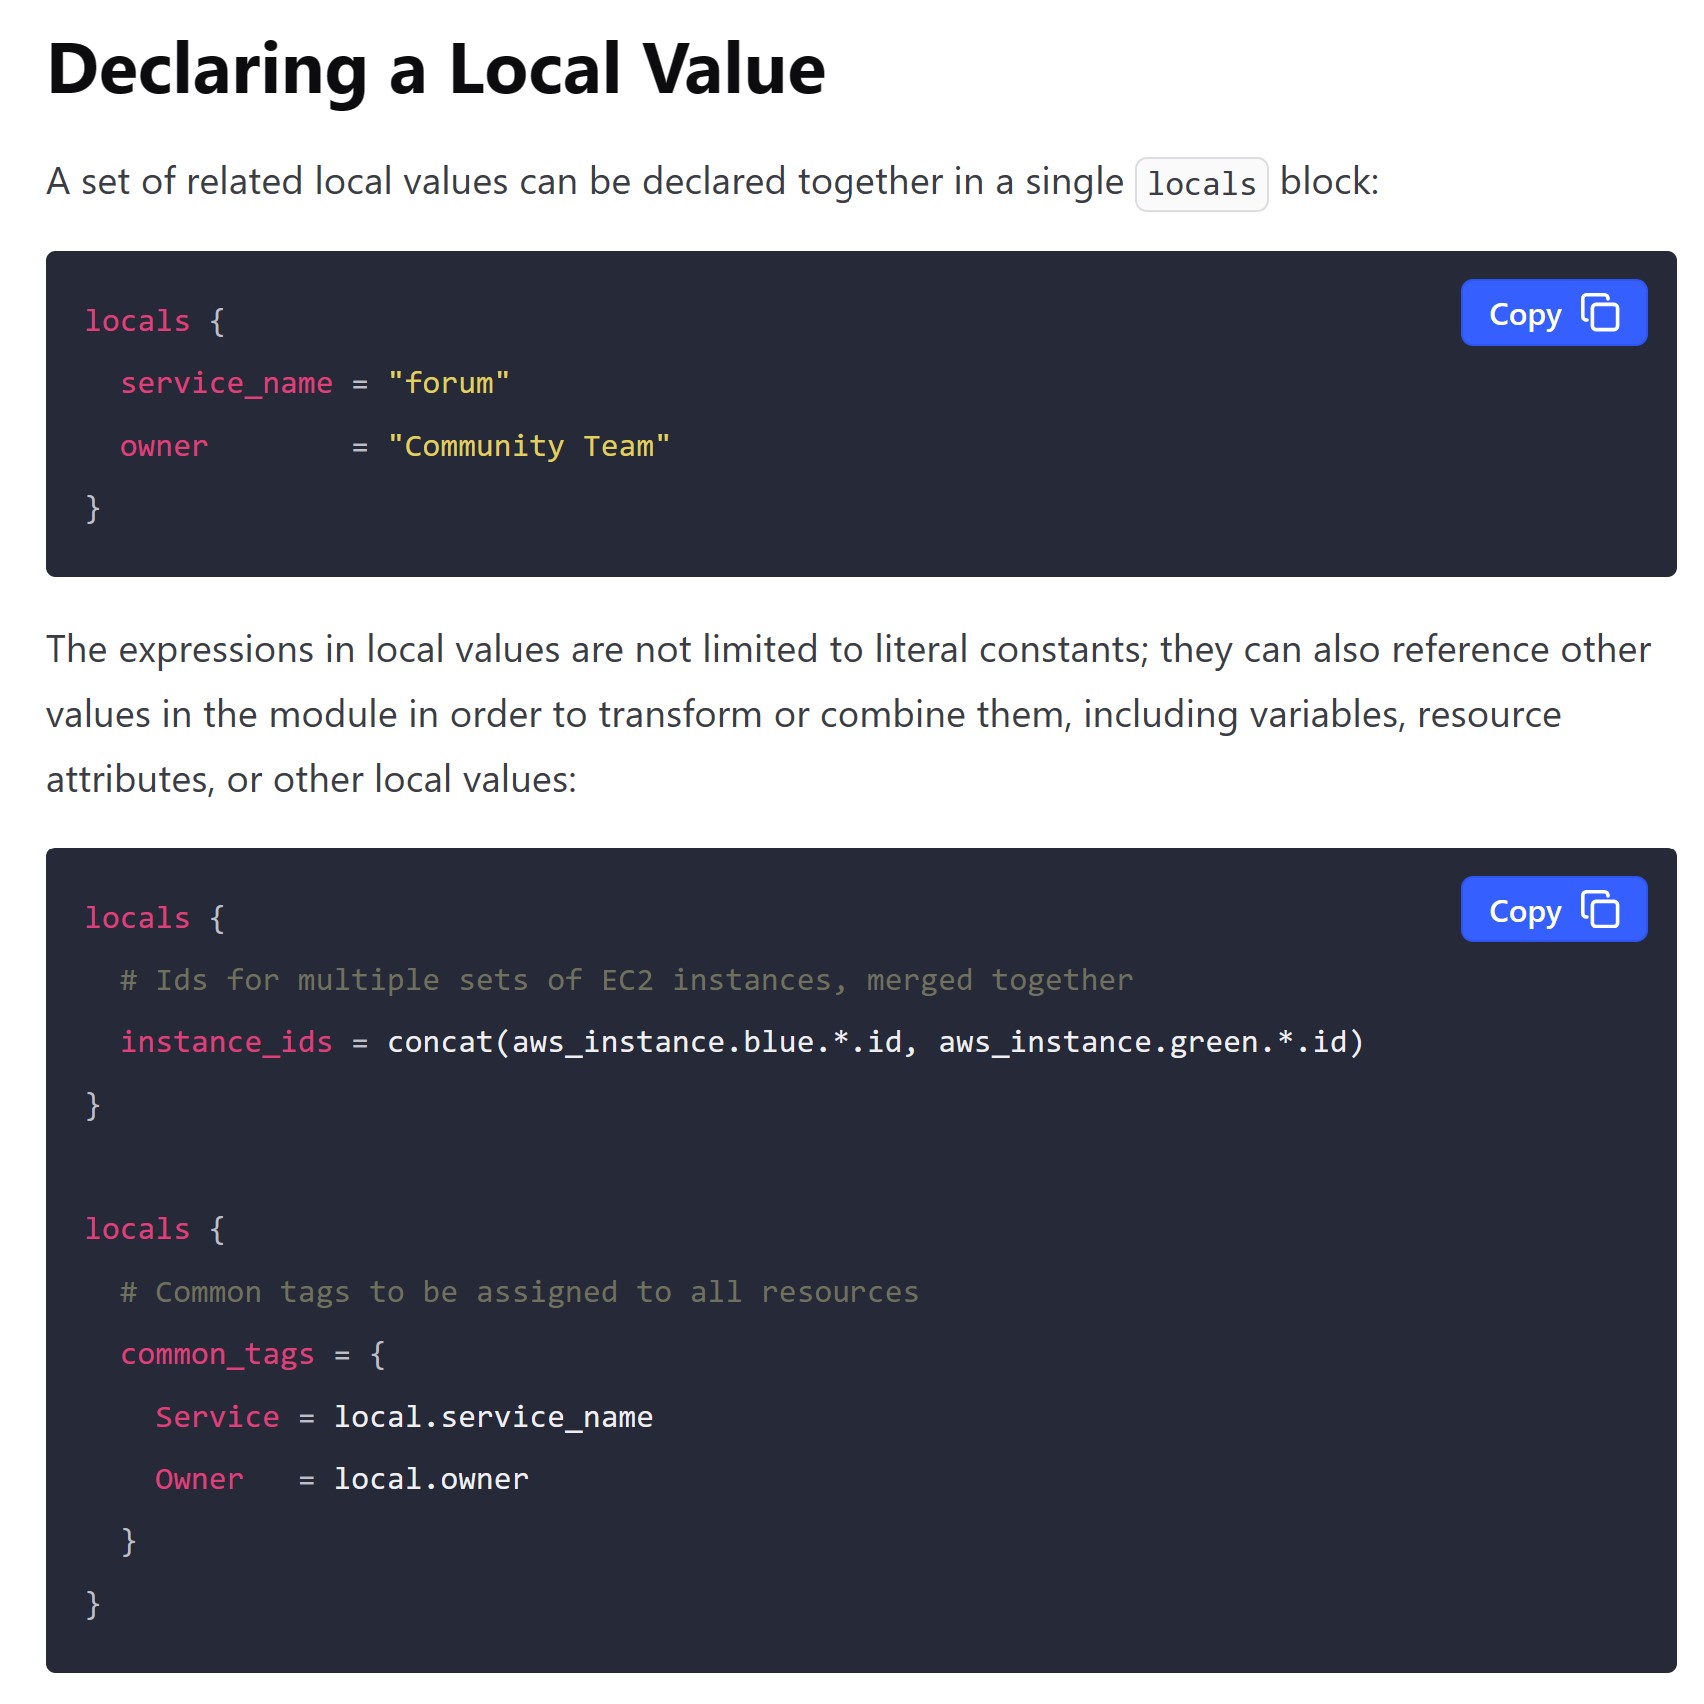 Declaring a Local Value
A set of related local values can be declared together in a single locals block:
Copy
locals {
  service_name = "forum"
  owner        = "Community Team"
}
The expressions in local values are not limited to literal constants; they can also reference other
values in the module in order to transform or combine them, including variables, resource
attributes, or other local values:
Copy
locals {
  # Ids for multiple sets of EC2 instances, merged together
  instance_ids = concat(aws_instance.blue.*.id, aws_instance.green.*.id)
}

locals {
  # Common tags to be assigned to all resources
  common_tags = {
    Service = local.service_name
    Owner   = local.owner
  }
}